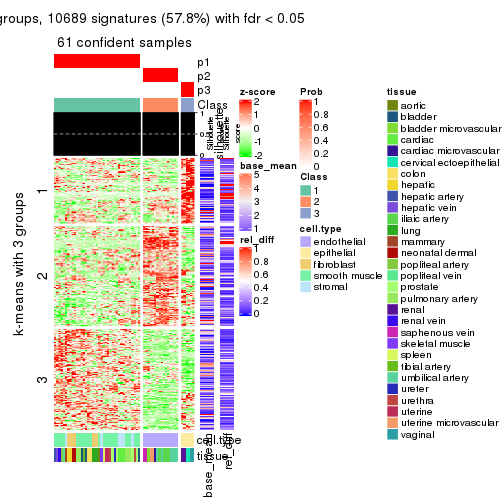 groups, 10689 signatures (57.8%) with fdr < 0.05
61 confident samples
p1
p2
p3
Class
1
0.5
0
silhouette
k-means with 3 groups
1
2
3
cell.type
tissue
base_mean
rel_diff
z-score
2
1
0
-1
-2
base_mean
5
4
3
2
1
rel_diff
1
0.8
0.6
0.4
0.2
0
Prob
1
0.8
0.6
0.4
0.2
0
Class
1
2
3
cell.type
endothelial
epithelial
fibroblast
smooth muscle
stromal
tissue
aortic
bladder
bladder microvascular
cardiac
cardiac microvascular
cervical ectoepithelial
colon
hepatic
hepatic artery
hepatic vein
iliac artery
lung
mammary
neonatal dermal
popliteal artery
popliteal vein
prostate
pulmonary artery
renal
renal vein
saphenous vein
skeletal muscle
spleen
tibial artery
umbilical artery
ureter
urethra
uterine
uterine microvascular
vaginal